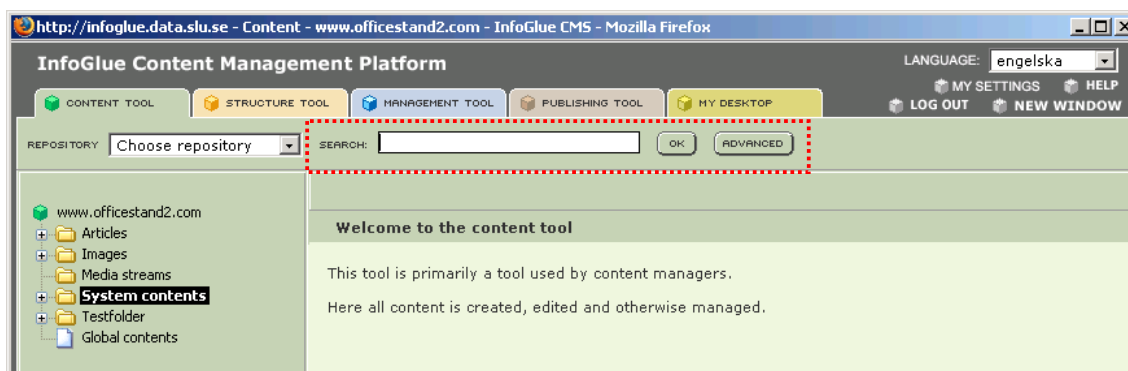 http://infoglue.data.slu.se - Content - www.officestand2.com - InfoGlue CMS - Mozilla Firefox
InfoGlue Content Management Platform
LANGUAGE: engelska
MY SETTINGS HELP
LOG OUT NEW WINDOW
CONTENT TOOL STRUCTURE TOOL MANAGEMENT TOOL PUBLISHING TOOL MY DESKTOP
REPOSITORY Choose repository SEARCH: OK ADVANCED
www.officestand2.com
Articles
Images
Media streams
System contents
Testfolder
Global contents
Welcome to the content tool
This tool is primarily a tool used by content managers.
Here all content is created, edited and otherwise managed.